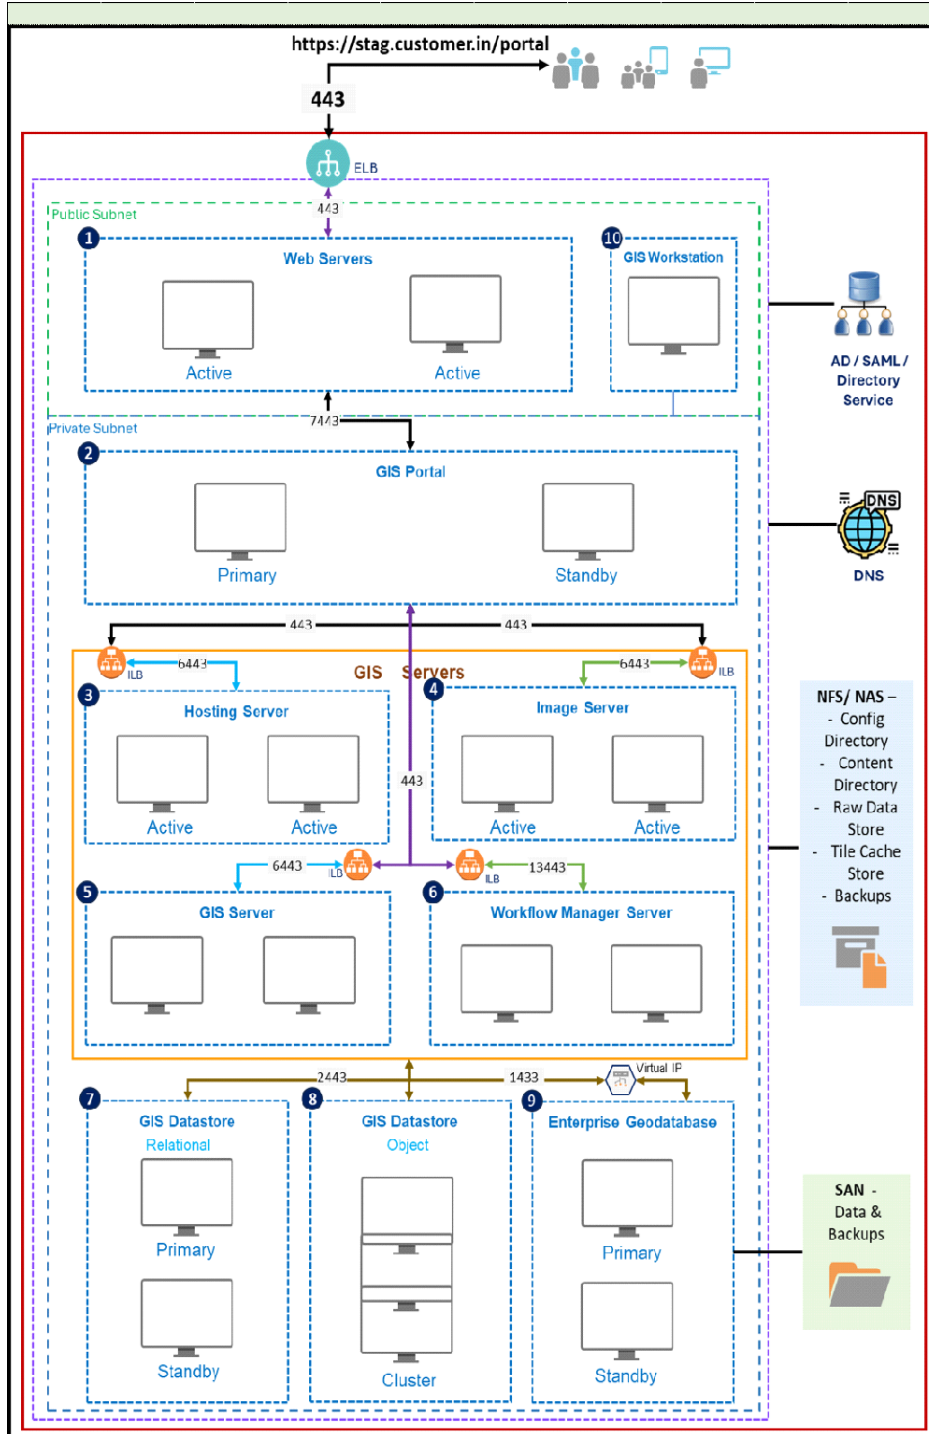 https://stag.customer.in/portal
443
ELB
443
Public Subnet
1
Web Servers
Active
Active
10
GIS Workstation
AD / SAML /
Directory
Service
7443
Private Subnet
2
GIS Portal
Primary
Standby
DNS
DNS
443
443
ILB
6443
GIS Servers
6443
ILB
3
Hosting Server
Active
Active
4
Image Server
Active
Active
443
NFS/ NAS –
- Config
Directory
- Content
Directory
- Raw Data
Store
- Tile Cache
Store
- Backups
6443
ILB
ILB
13443
5
GIS Server
6
Workflow Manager Server
2443
1433
Virtual IP
7
GIS Datastore
Relational
Primary
Standby
8
GIS Datastore
Object
Cluster
9
Enterprise Geodatabase
Primary
Standby
SAN -
Data &
Backups